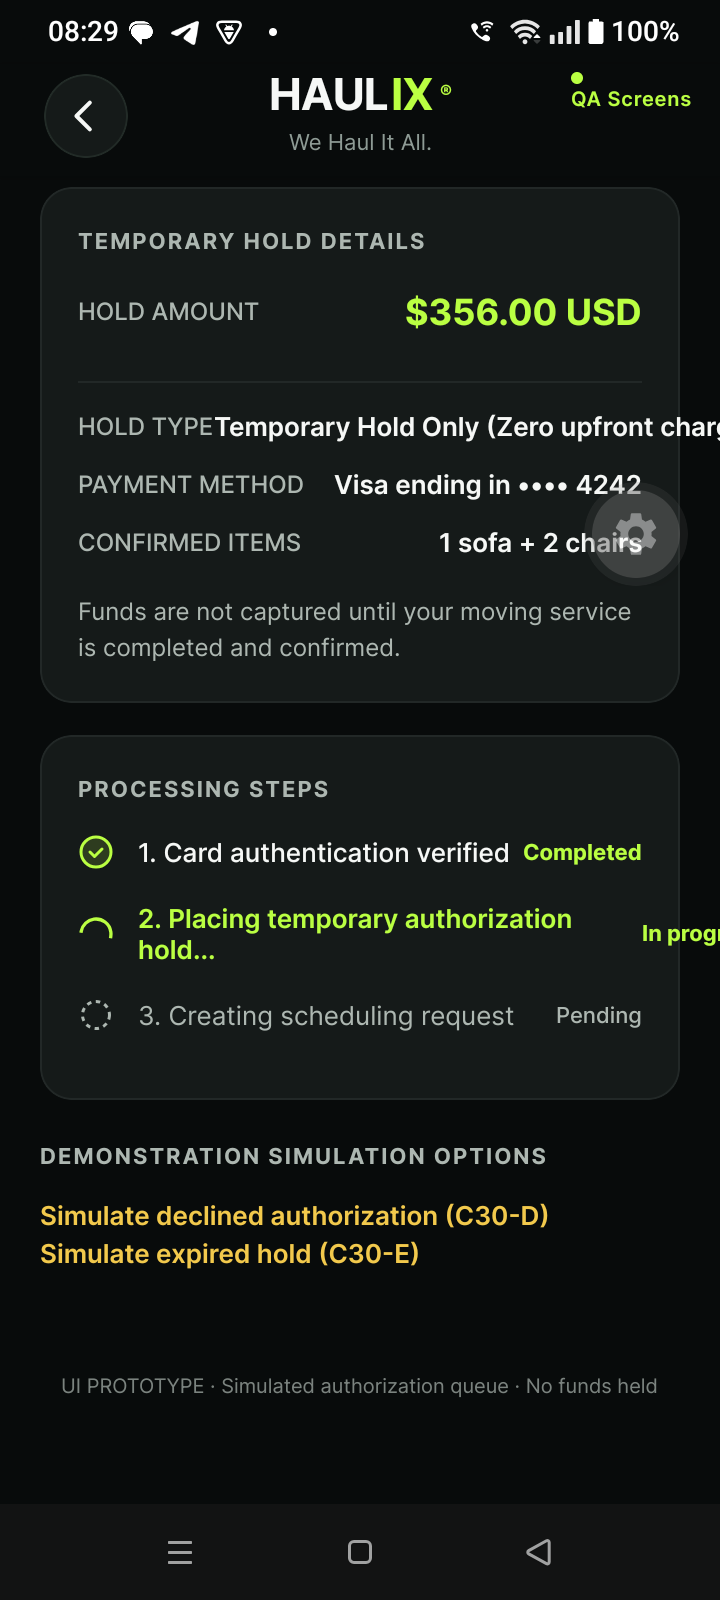 08:29
100%
HAULIX ®
QA Screens
We Haul It All.
TEMPORARY HOLD DETAILS
HOLD AMOUNT $356.00 USD
HOLD TYPE Temporary Hold Only (Zero upfront
PAYMENT METHOD Visa ending in •••• 4242
CONFIRMED ITEMS 1 sofa + 2 chairs
Funds are not captured until your moving service
is completed and confirmed.
PROCESSING STEPS
1. Card authentication verified Completed
2. Placing temporary authorization
hold...
In
3. Creating scheduling request Pending
DEMONSTRATION SIMULATION OPTIONS
Simulate declined authorization (C30-D)
Simulate expired hold (C30-E)
UI PROTOTYPE · Simulated authorization queue · No funds held